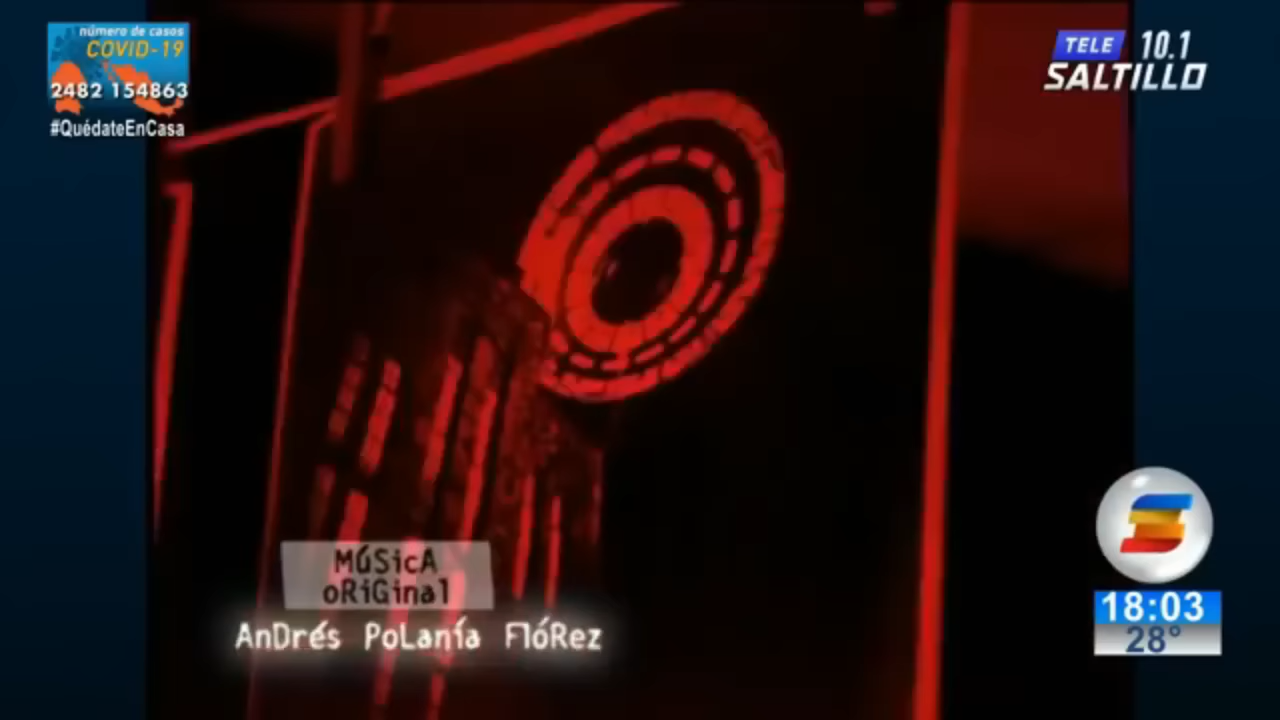 número de casos
COVID-19
2482 154863
#QuédateEnCasa
TELE 10.1
SALTILLO
MúSicA
oRiGinal
AnDrés PoLanía FlóRez
S
18:03
28°